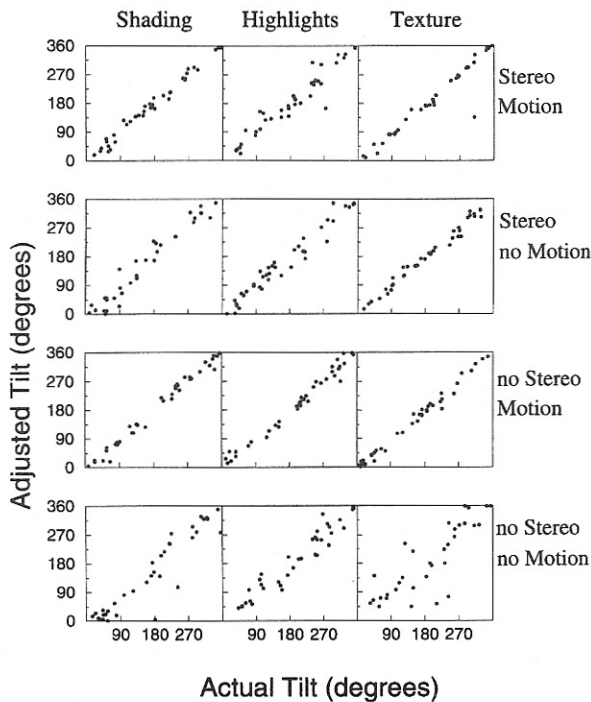 Shading Highlights Texture
360
270
180
90
0
Stereo
Motion
360
270
180
90
0
Stereo
no Motion
360
270
180
90
0
no Stereo
Motion
360
270
180
90
0
no Stereo
no Motion
90 180 270 90 180 270 90 180 270
Adjusted Tilt (degrees)
Actual Tilt (degrees)